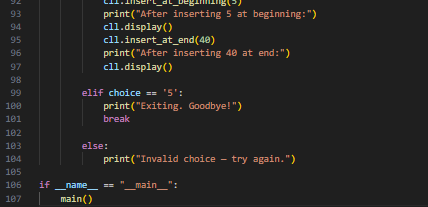 92 cll.insert_at_beginning(5)
93 print("After inserting 5 at beginning:")
94 cll.display()
95 cll.insert_at_end(40)
96 print("After inserting 40 at end:")
97 cll.display()
98
99 elif choice == '5':
100 print("Exiting. Goodbye!")
101 break
102
103 else:
104 print("Invalid choice — try again.")
105
106 if __name__ == "__main__":
107 main()